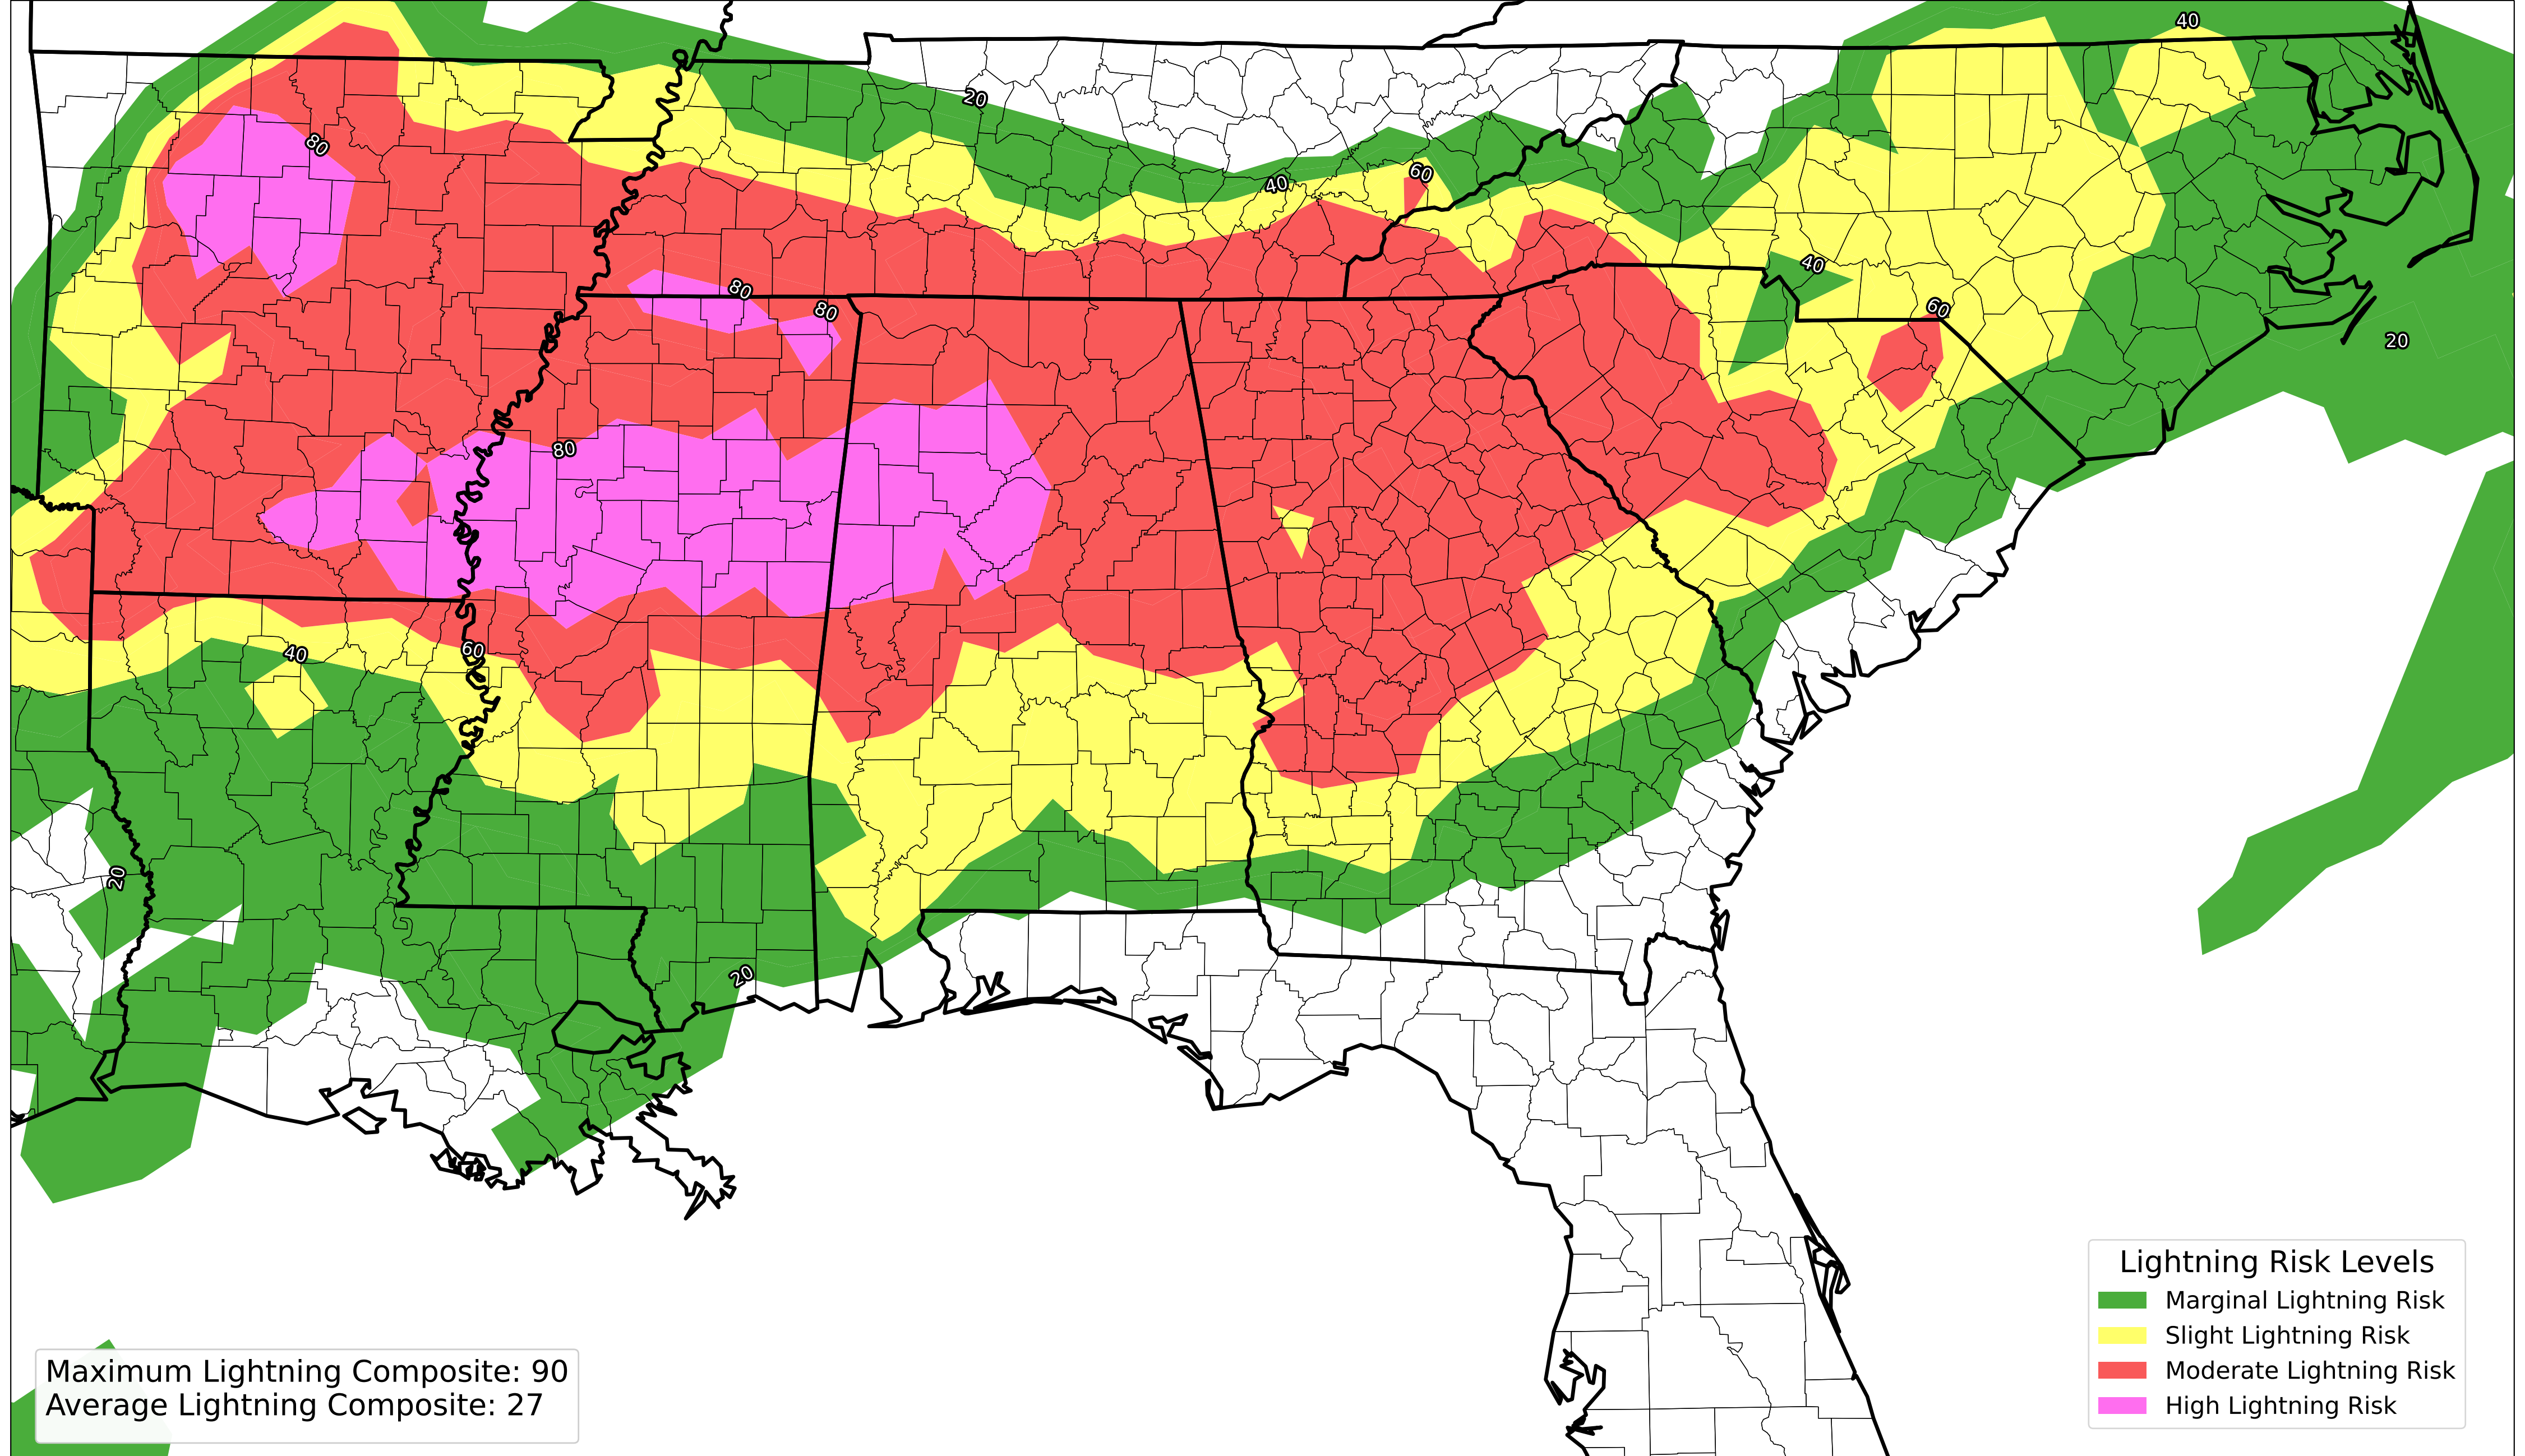 40
20
80
60
40
40
80
60
80
20
80
60
40
20
20
Lightning Risk Levels
Marginal Lightning Risk
Slight Lightning Risk
Moderate Lightning Risk
High Lightning Risk
Maximum Lightning Composite: 90
Average Lightning Composite: 27